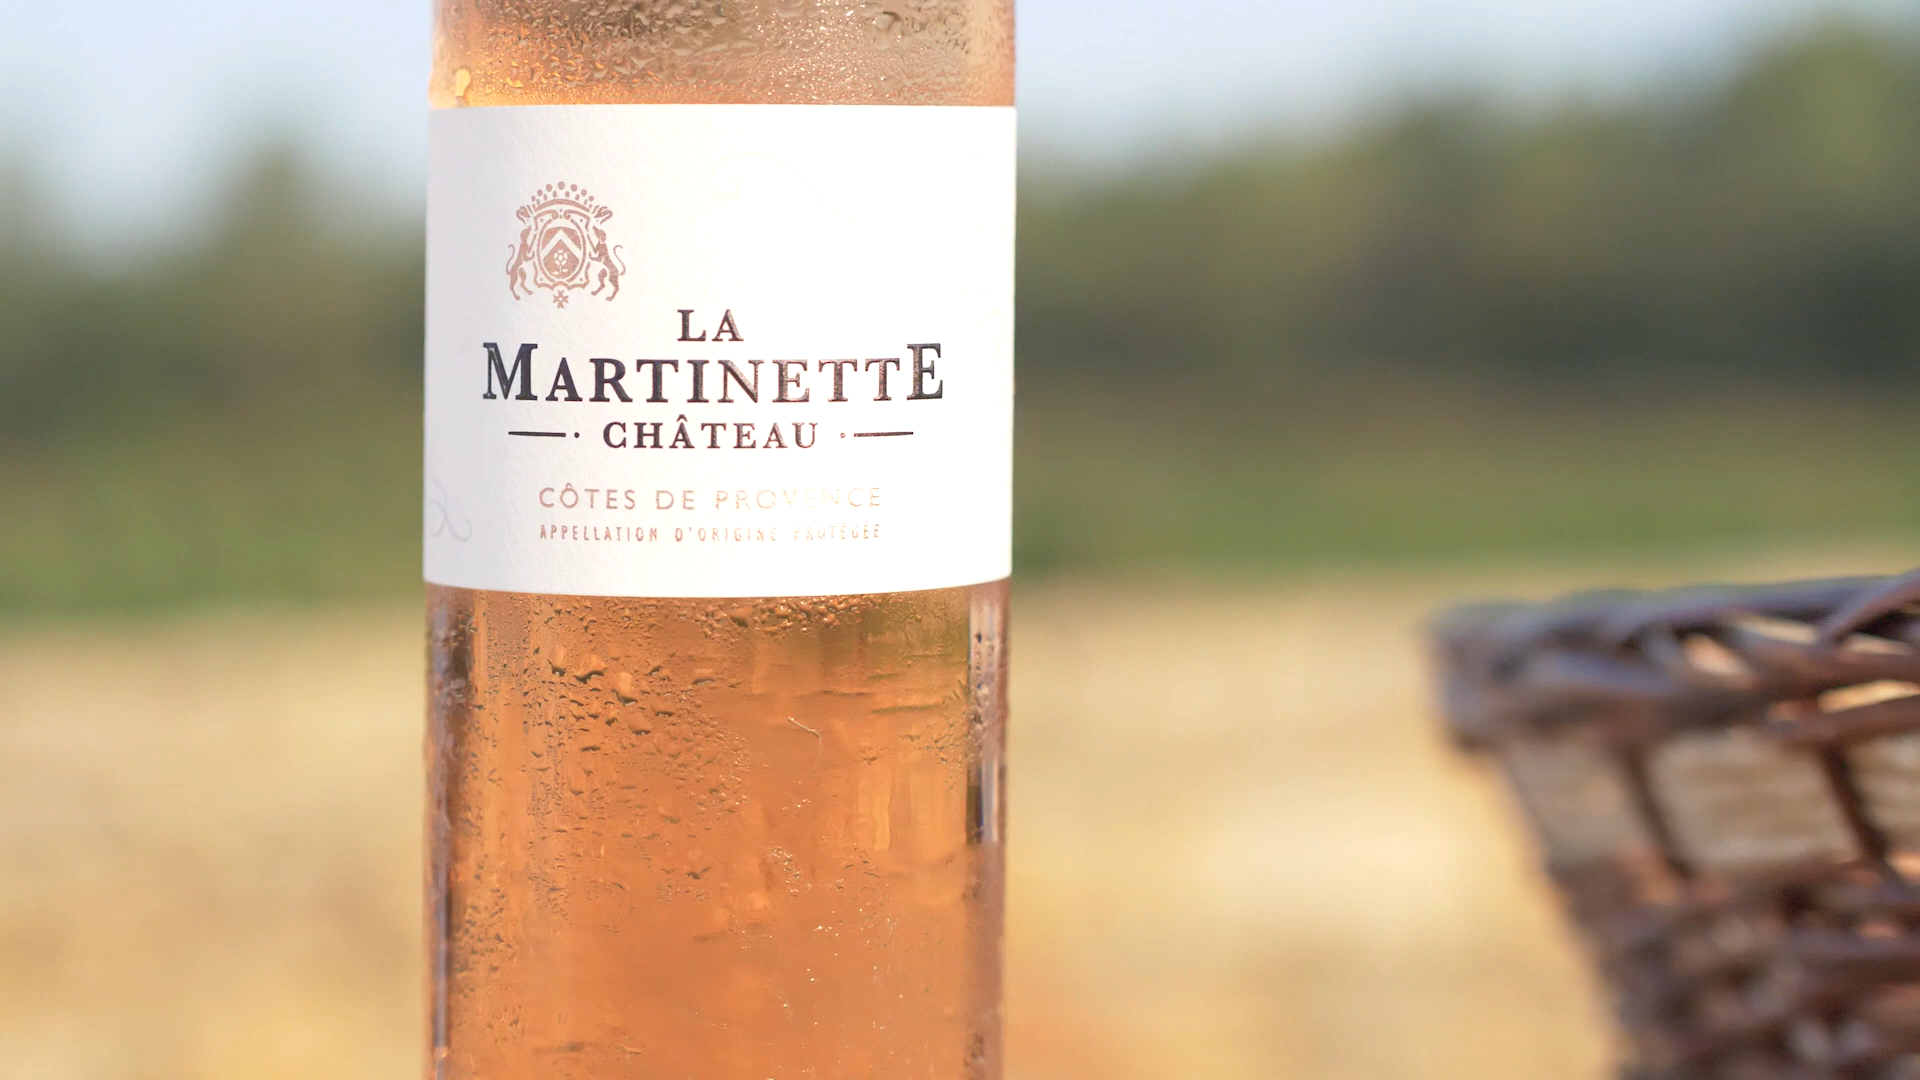 LA
MARTINETTE
CHÂTEAU
CÔTES DE PROVENCE
APPELLATION D'ORIGINE PROTÉGÉE